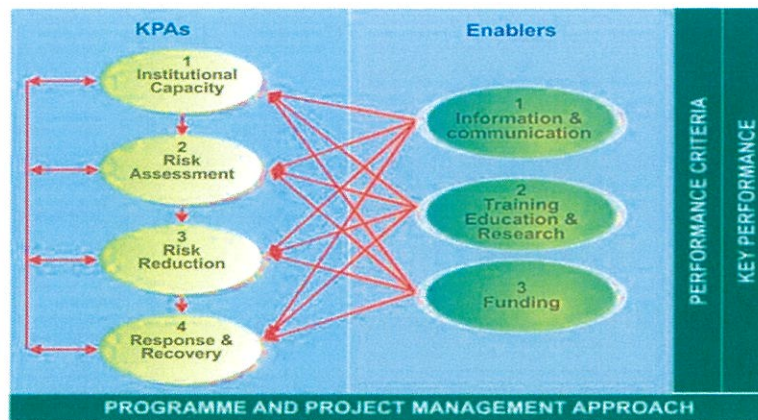 KPAs
1
Institutional
Capacity
2
Risk
Assessment
3
Risk
Reduction
4
Response &
Recovery
Enablers
1
Information &
communication
2
Training
Education &
Research
3
Funding
PERFORMANCE CRITERIA
KEY PERFORMANCE
PROGRAMME AND PROJECT MANAGEMENT APPROACH